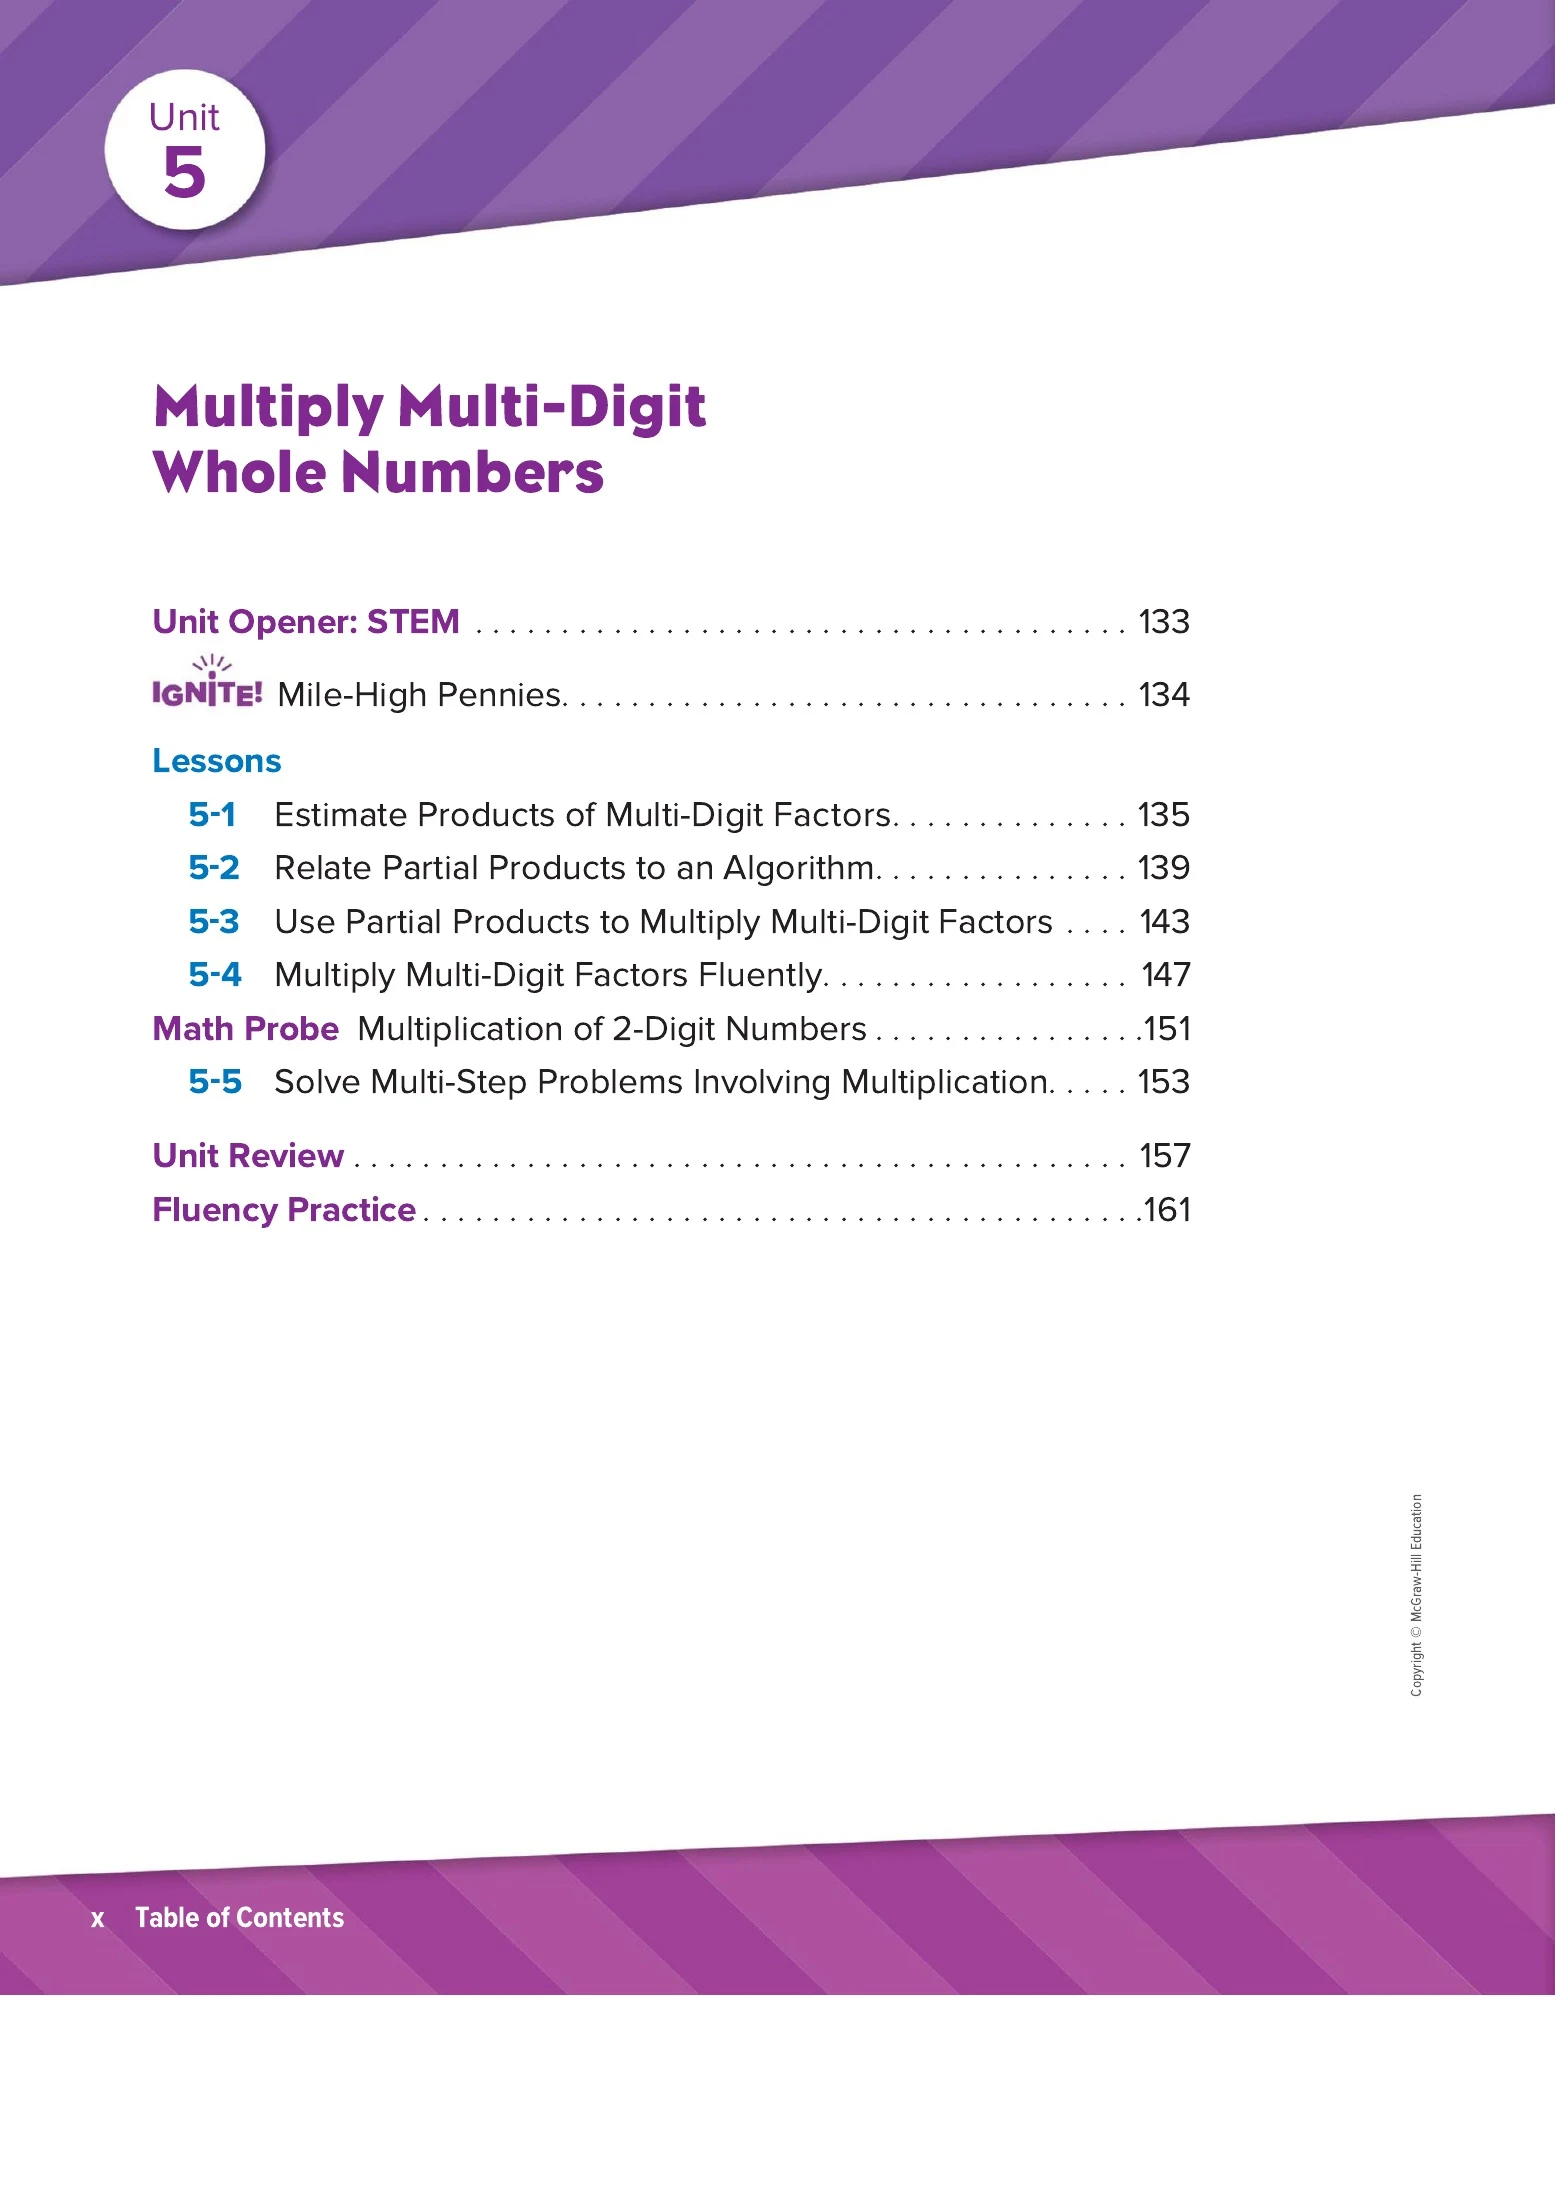 Unit
5
Multiply Multi-Digit
Whole Numbers
Unit Opener: STEM . . . . . . . . . . . . . . . . . . . . . . . . . . . . . . . . . . . . . . 133
IGNITE! Mile-High Pennies. . . . . . . . . . . . . . . . . . . . . . . . . . . . . . . . . 134
Lessons
5-1 Estimate Products of Multi-Digit Factors. . . . . . . . . . . . . . 135
5-2 Relate Partial Products to an Algorithm. . . . . . . . . . . . . . . 139
5-3 Use Partial Products to Multiply Multi-Digit Factors . . . . 143
5-4 Multiply Multi-Digit Factors Fluently. . . . . . . . . . . . . . . . . . 147
Math Probe Multiplication of 2-Digit Numbers . . . . . . . . . . . . . . . .151
5-5 Solve Multi-Step Problems Involving Multiplication. . . . . 153
Unit Review . . . . . . . . . . . . . . . . . . . . . . . . . . . . . . . . . . . . . . . . . . . . . 157
Fluency Practice . . . . . . . . . . . . . . . . . . . . . . . . . . . . . . . . . . . . . . . . . .161
Copyright © McGraw-Hill Education
x Table of Contents